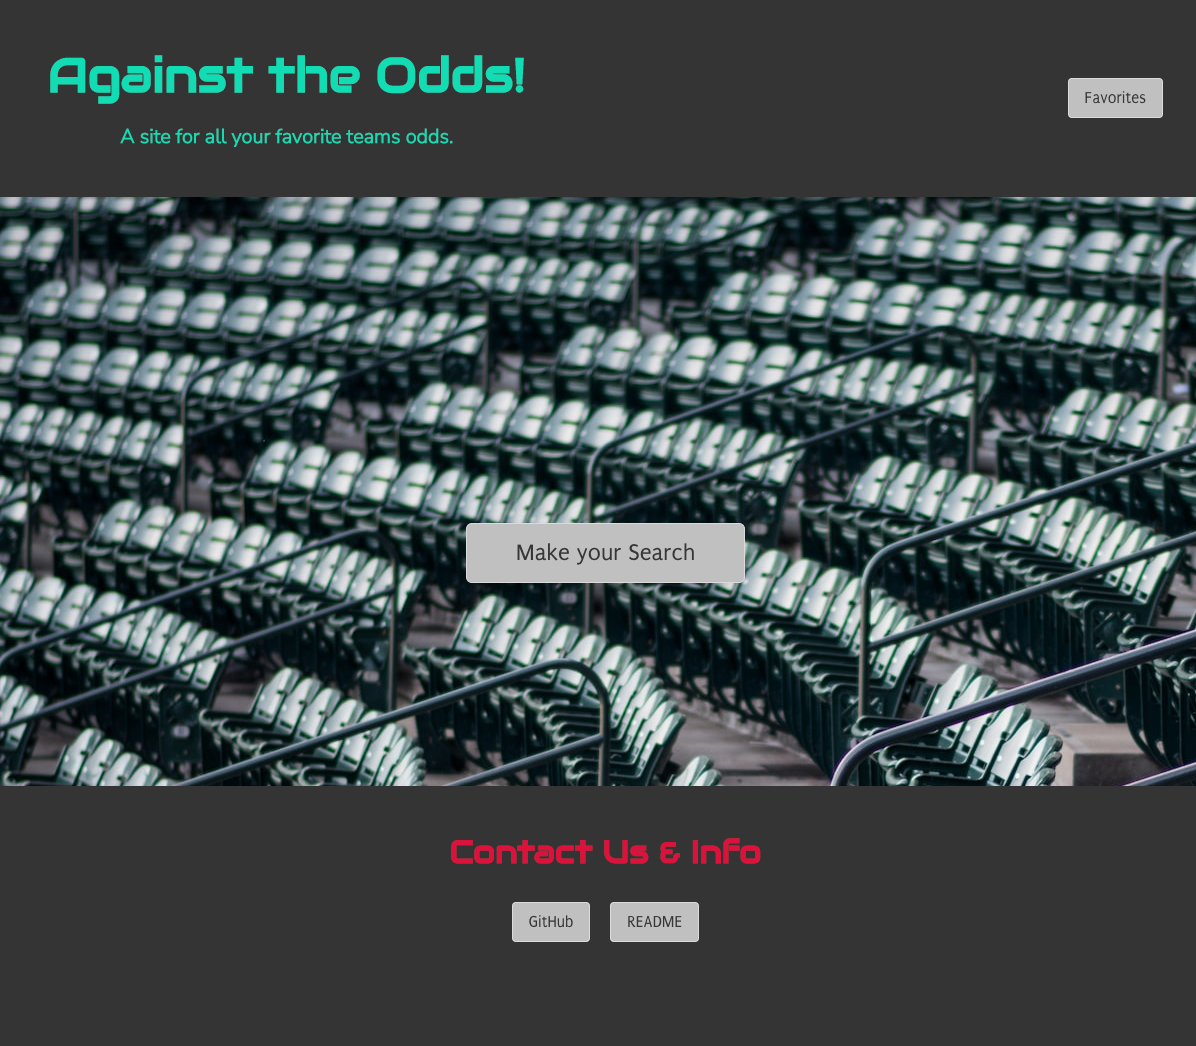 Against the Odds!
A site for all your favorite teams odds.
Favorites
Make your Search
Contact Us & Info
GitHub
README